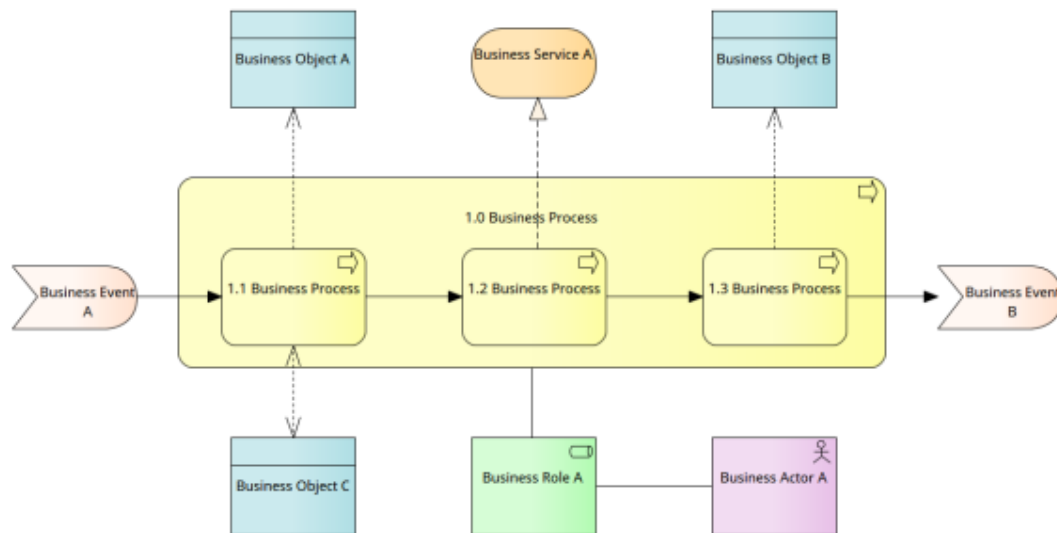 Business Object A
Business Service A
Business Object B
1.0 Business Process
Business Event
A
1.1 Business Process
1.2 Business Process
1.3 Business Process
Business Event
B
Business Object C
Business Role A
Business Actor A